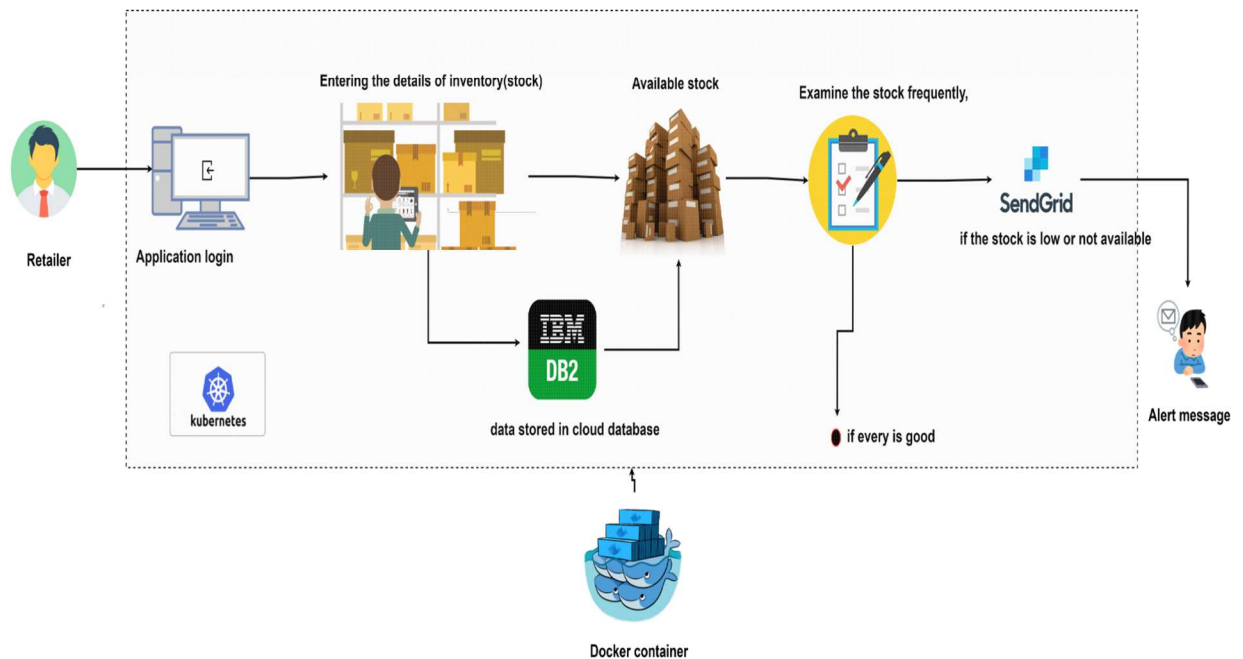 Entering the details of inventory(stock)
Available stock
Examine the stock frequently,
SendGrid
if the stock is low or not available
Retailer
Application login
IBM
DB2
kubernetes
data stored in cloud database
if every is good
Alert message
Docker container